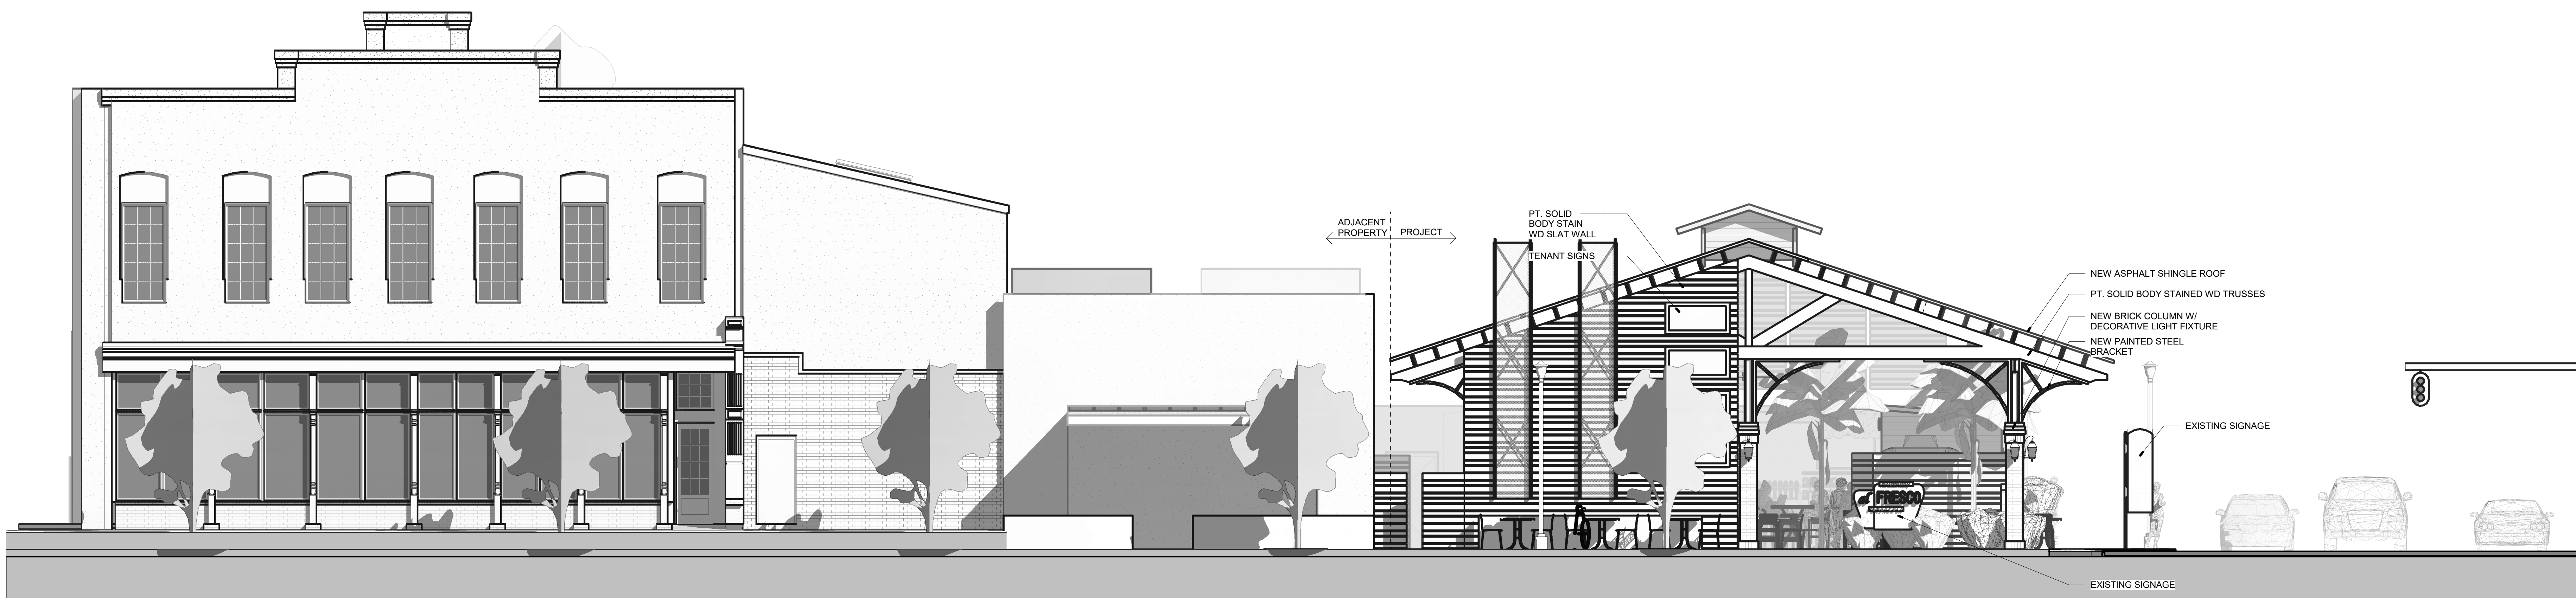 ADJACENT
PROPERTY
PROJECT
PT. SOLID
BODY STAIN
WD SLAT WALL
TENANT SIGNS
NEW ASPHALT SHINGLE ROOF
PT. SOLID BODY STAINED WD TRUSSES
NEW BRICK COLUMN W/
DECORATIVE LIGHT FIXTURE
NEW PAINTED STEEL
BRACKET
EXISTING SIGNAGE
al FRESCO
EXISTING SIGNAGE